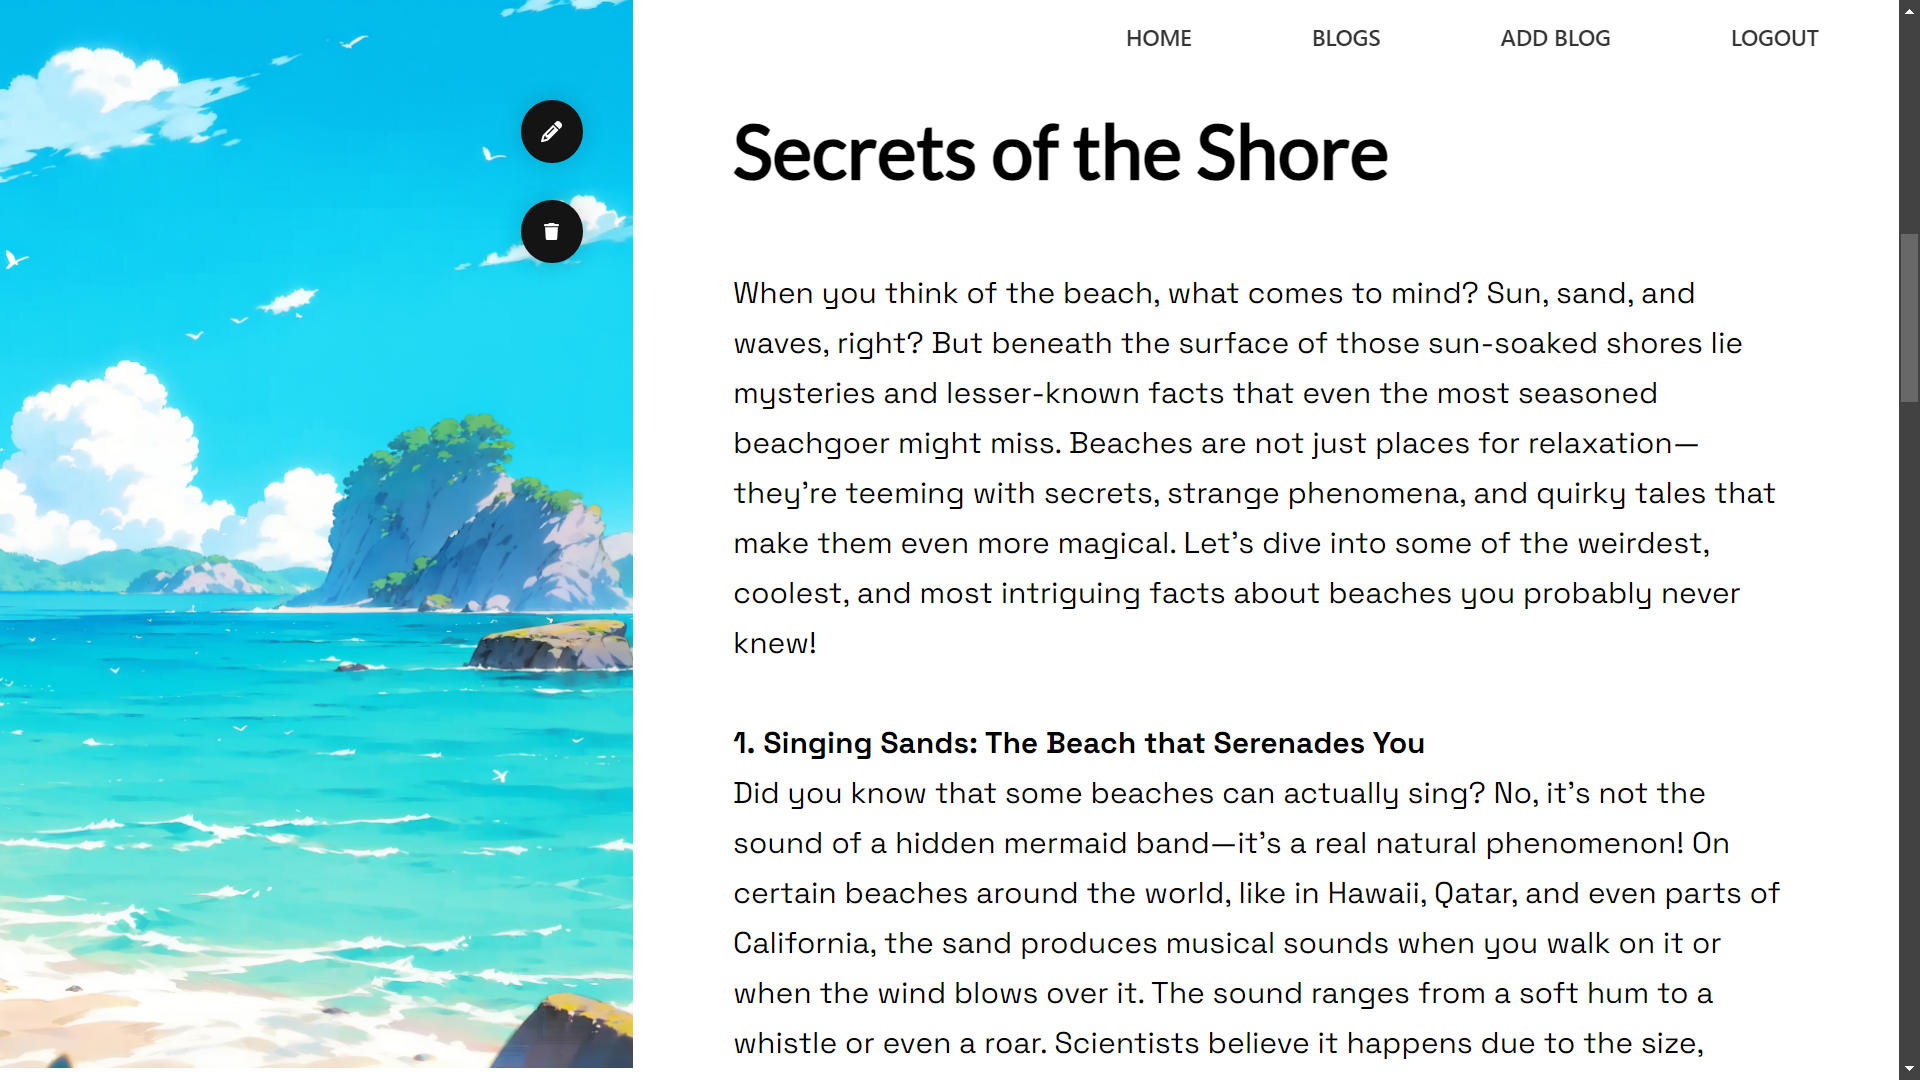 HOME BLOGS ADD BLOG LOGOUT
Secrets of the Shore
When you think of the beach, what comes to mind? Sun, sand, and
waves, right? But beneath the surface of those sun-soaked shores lie
mysteries and lesser-known facts that even the most seasoned
beachgoer might miss. Beaches are not just places for relaxation—
they’re teeming with secrets, strange phenomena, and quirky tales that
make them even more magical. Let’s dive into some of the weirdest,
coolest, and most intriguing facts about beaches you probably never
knew!
1. Singing Sands: The Beach that Serenades You
Did you know that some beaches can actually sing? No, it’s not the
sound of a hidden mermaid band—it’s a real natural phenomenon! On
certain beaches around the world, like in Hawaii, Qatar, and even parts of
California, the sand produces musical sounds when you walk on it or
when the wind blows over it. The sound ranges from a soft hum to a
whistle or even a roar. Scientists believe it happens due to the size,